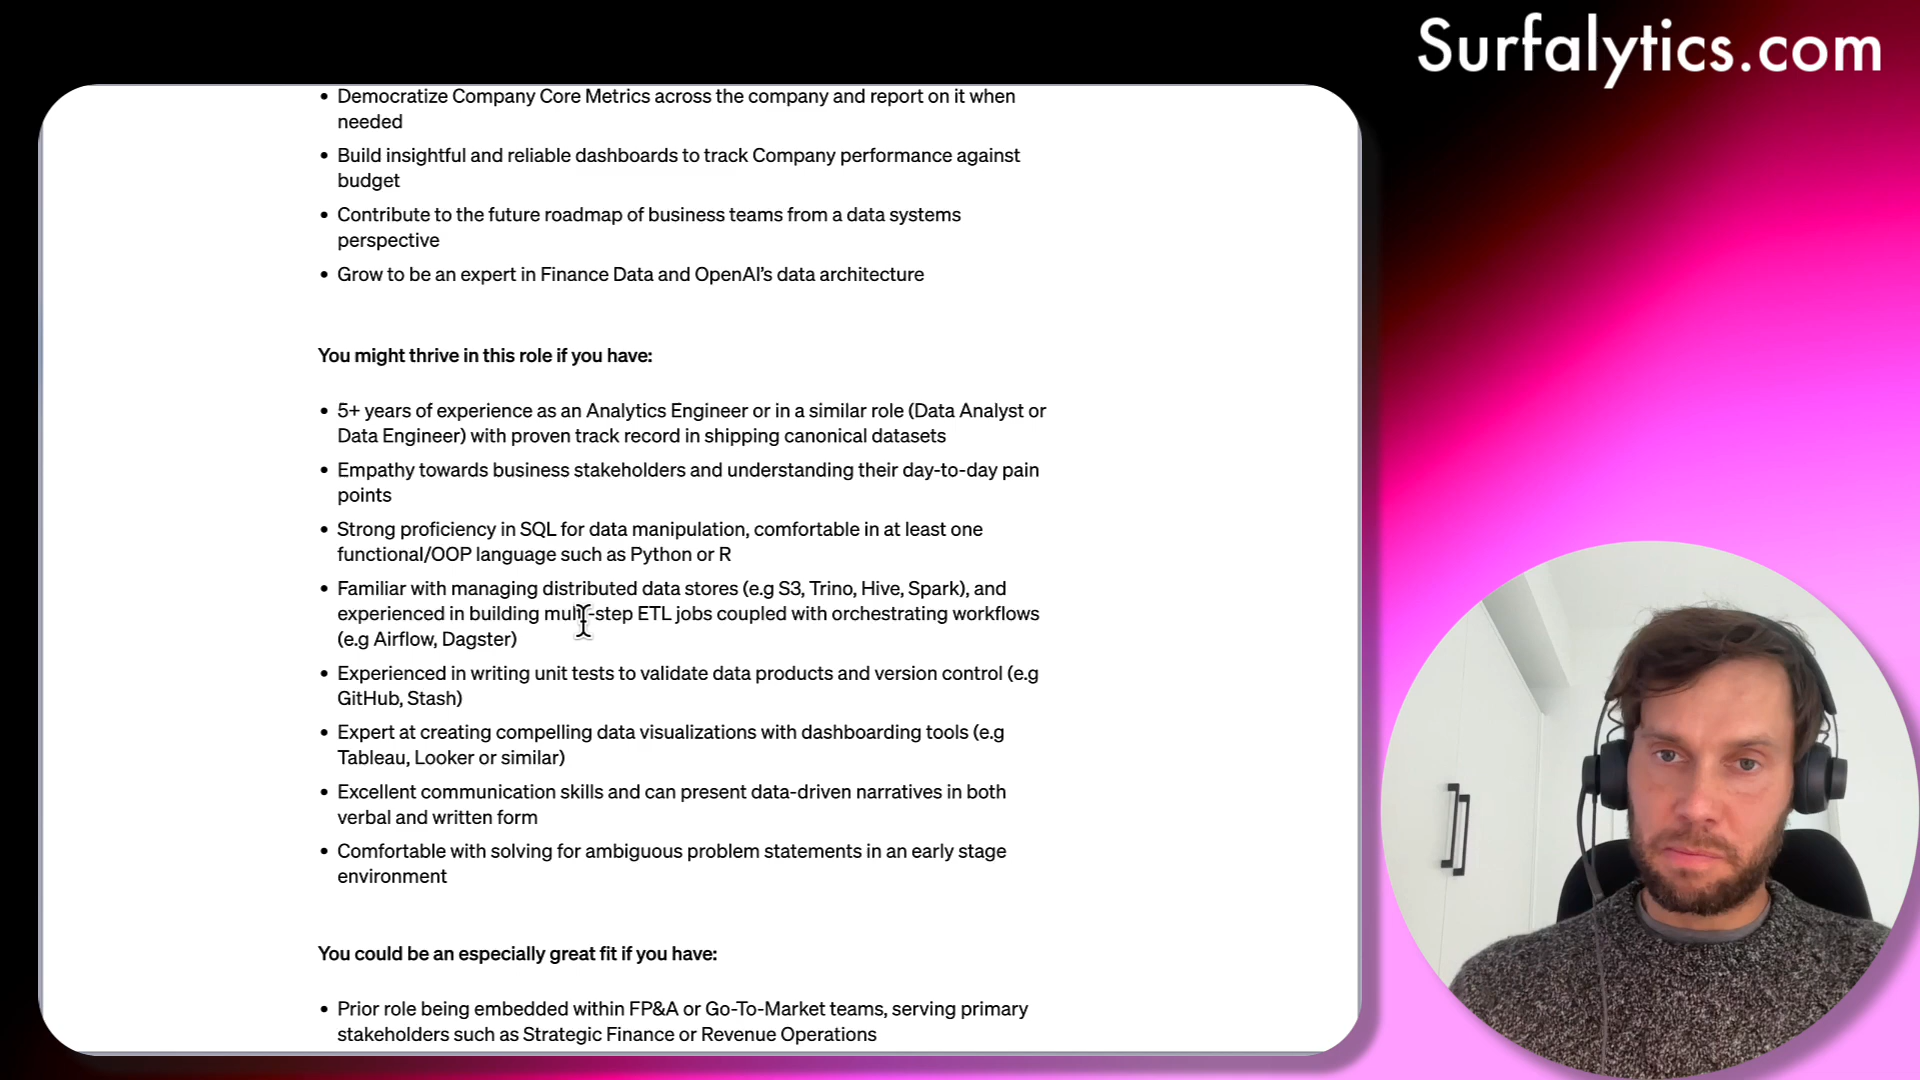 Surfalytics.com
• Democratize Company Core Metrics across the company and report on it when
needed
• Build insightful and reliable dashboards to track Company performance against
budget
• Contribute to the future roadmap of business teams from a data systems
perspective
• Grow to be an expert in Finance Data and OpenAI’s data architecture
You might thrive in this role if you have:
• 5+ years of experience as an Analytics Engineer or in a similar role (Data Analyst or
Data Engineer) with proven track record in shipping canonical datasets
• Empathy towards business stakeholders and understanding their day-to-day pain
points
• Strong proficiency in SQL for data manipulation, comfortable in at least one
functional/OOP language such as Python or R
• Familiar with managing distributed data stores (e.g S3, Trino, Hive, Spark), and
experienced in building multi-step ETL jobs coupled with orchestrating workflows
(e.g Airflow, Dagster)
• Experienced in writing unit tests to validate data products and version control (e.g
GitHub, Stash)
• Expert at creating compelling data visualizations with dashboarding tools (e.g
Tableau, Looker or similar)
• Excellent communication skills and can present data-driven narratives in both
verbal and written form
• Comfortable with solving for ambiguous problem statements in an early stage
environment
You could be an especially great fit if you have:
• Prior role being embedded within FP&A or Go-To-Market teams, serving primary
stakeholders such as Strategic Finance or Revenue Operations